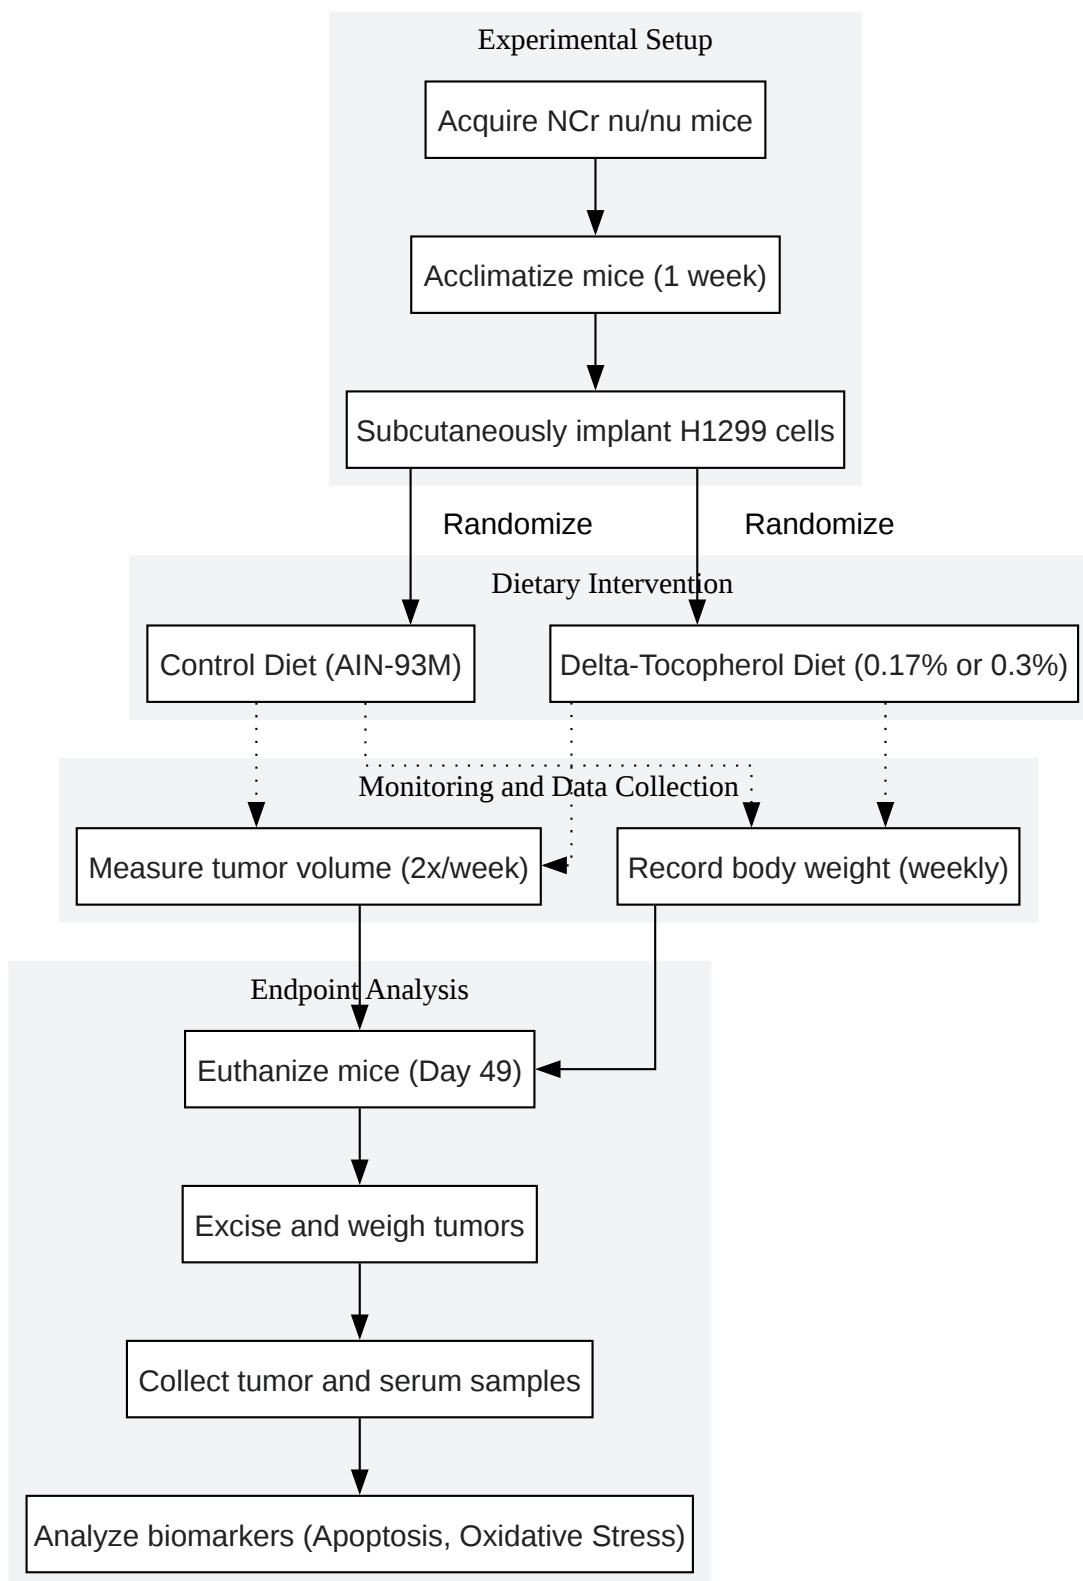 Experimental Setup
Acquire NCr nu/nu mice
Acclimatize mice (1 week)
Subcutaneously implant H1299 cells
Randomize
Randomize
Dietary Intervention
Control Diet (AIN-93M)
Delta-Tocopherol Diet (0.17% or 0.3%)
Monitoring and Data Collection
Measure tumor volume (2x/week)
Record body weight (weekly)
Endpoint Analysis
Euthanize mice (Day 49)
Excise and weigh tumors
Collect tumor and serum samples
Analyze biomarkers (Apoptosis, Oxidative Stress)